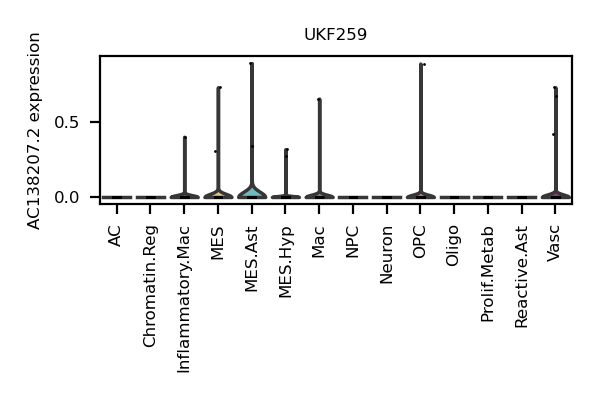 UKF259
AC138207.2 expression
0.5
0.0
AC
Chromatin.Reg
Inflammatory.Mac
MES
MES.Ast
MES.Hyp
Mac
NPC
Neuron
OPC
Oligo
Prolif.Metab
Reactive.Ast
Vasc